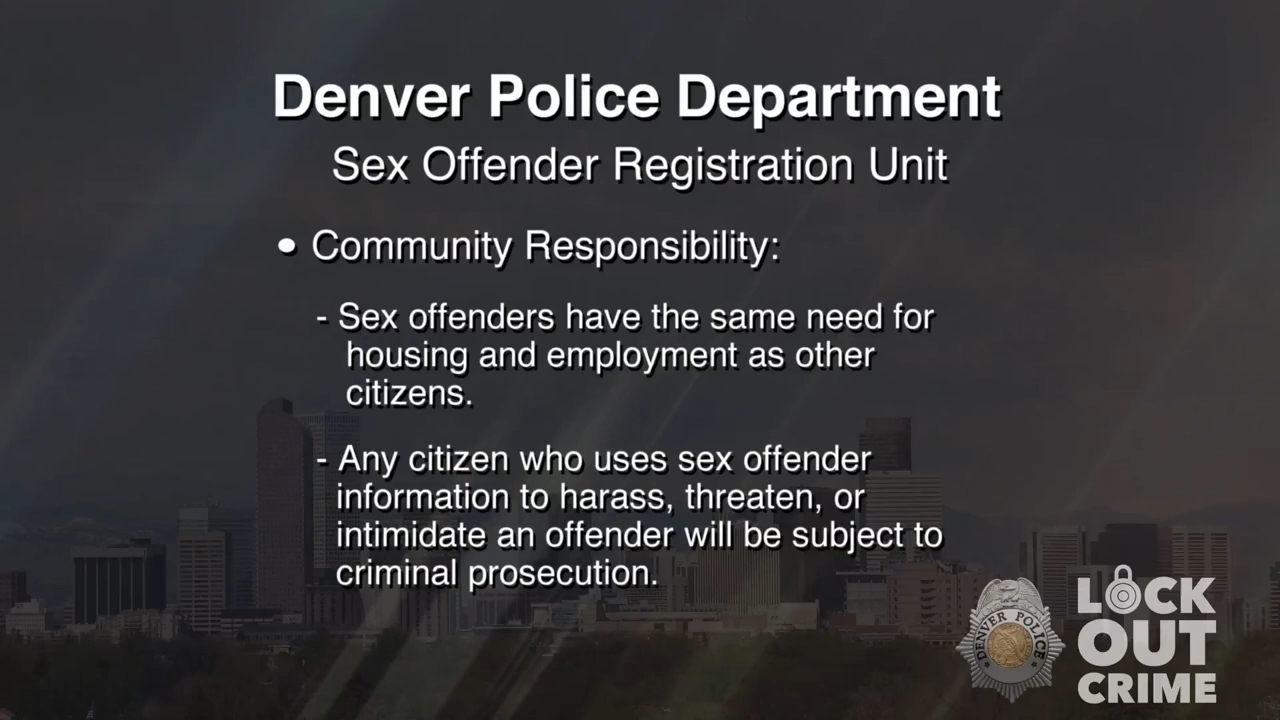 Denver Police Department
Sex Offender Registration Unit
• Community Responsibility:
- Sex offenders have the same need for
housing and employment as other
citizens.
- Any citizen who uses sex offender
information to harass, threaten, or
intimidate an offender will be subject to
criminal prosecution.
DENVER POLICE
LOCK
OUT
CRIME